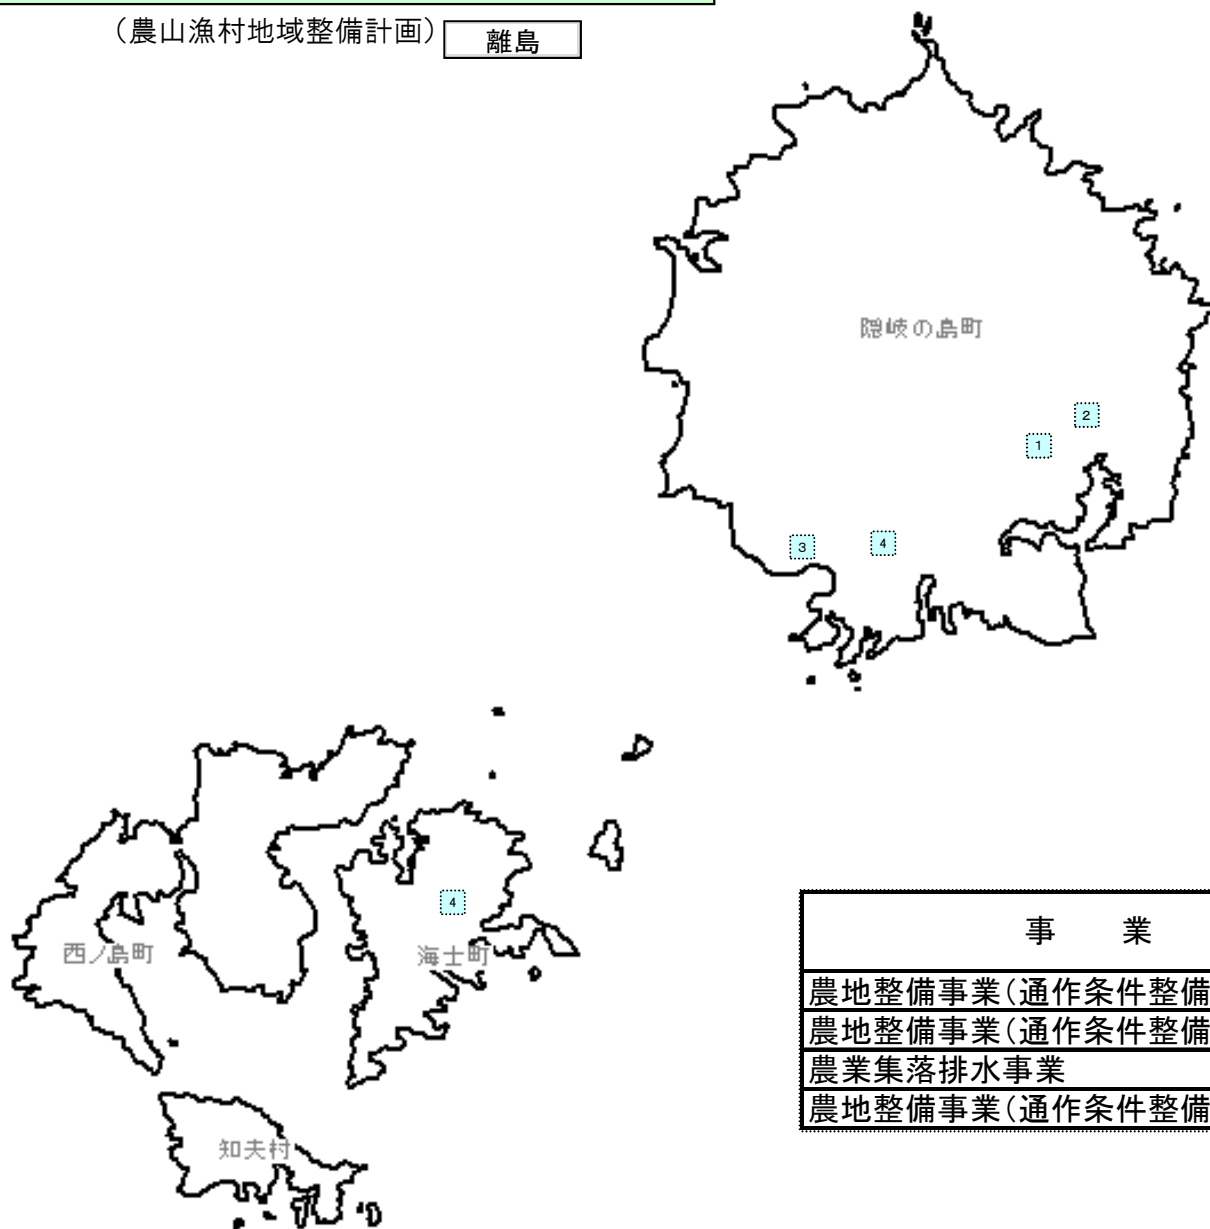 （農山漁村地域整備計画）
離島
隠岐の島町
2
1
3
4
4
西ノ島町
海士町
知夫村
事　業
農地整備事業（通作条件整備
農地整備事業（通作条件整備
農業集落排水事業
農地整備事業（通作条件整備